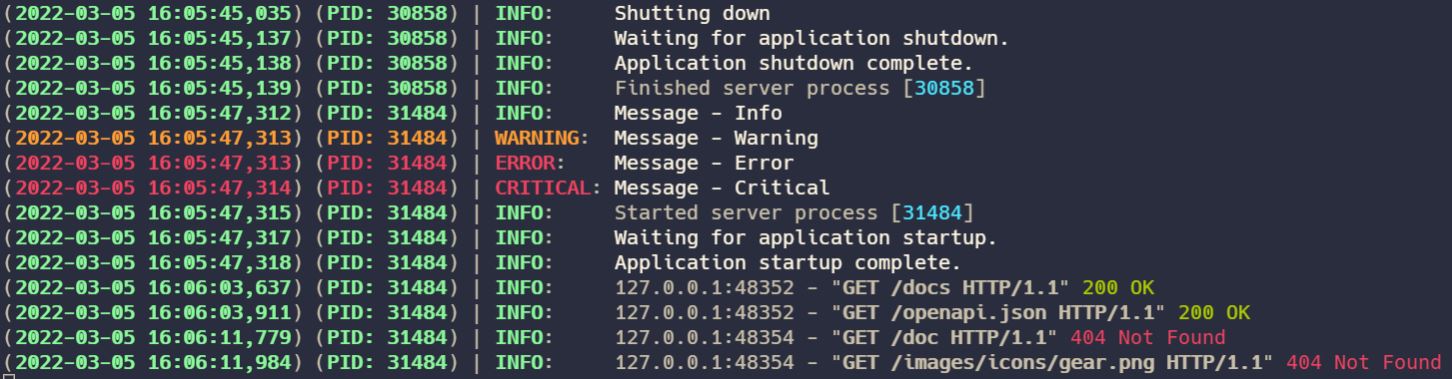 (2022-03-05 16:05:45,035) (PID: 30858) | INFO:     Shutting down
(2022-03-05 16:05:45,137) (PID: 30858) | INFO:     Waiting for application shutdown.
(2022-03-05 16:05:45,138) (PID: 30858) | INFO:     Application shutdown complete.
(2022-03-05 16:05:45,139) (PID: 30858) | INFO:     Finished server process [30858]
(2022-03-05 16:05:47,312) (PID: 31484) | INFO:     Message - Info
(2022-03-05 16:05:47,313) (PID: 31484) | WARNING:  Message - Warning
(2022-03-05 16:05:47,313) (PID: 31484) | ERROR:    Message - Error
(2022-03-05 16:05:47,314) (PID: 31484) | CRITICAL: Message - Critical
(2022-03-05 16:05:47,315) (PID: 31484) | INFO:     Started server process [31484]
(2022-03-05 16:05:47,317) (PID: 31484) | INFO:     Waiting for application startup.
(2022-03-05 16:05:47,318) (PID: 31484) | INFO:     Application startup complete.
(2022-03-05 16:06:03,637) (PID: 31484) | INFO:     127.0.0.1:48352 - "GET /docs HTTP/1.1" 200 OK
(2022-03-05 16:06:03,911) (PID: 31484) | INFO:     127.0.0.1:48352 - "GET /openapi.json HTTP/1.1" 200 OK
(2022-03-05 16:06:11,779) (PID: 31484) | INFO:     127.0.0.1:48354 - "GET /doc HTTP/1.1" 404 Not Found
(2022-03-05 16:06:11,984) (PID: 31484) | INFO:     127.0.0.1:48354 - "GET /images/icons/gear.png HTTP/1.1" 404 Not Found